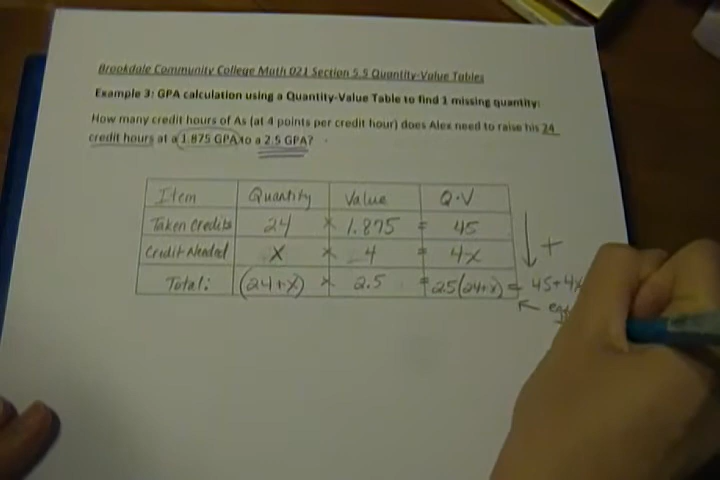 Brookdale Community College Math 021 Section 5.5 Quantity-Value Tables
Example 3: GPA calculation using a Quantity-Value Table to find 1 missing quantity:
How many credit hours of As (at 4 points per credit hour) does Alex need to raise his 24
credit hours at a 1.875 GPA to a 2.5 GPA?
Item Quantity Value Q·V
Taken Credits 24 × 1.875 = 45
Credit Needed x × 4 = 4x +
Total: (24+x) × 2.5 = 2.5(24+x) = 45+4x